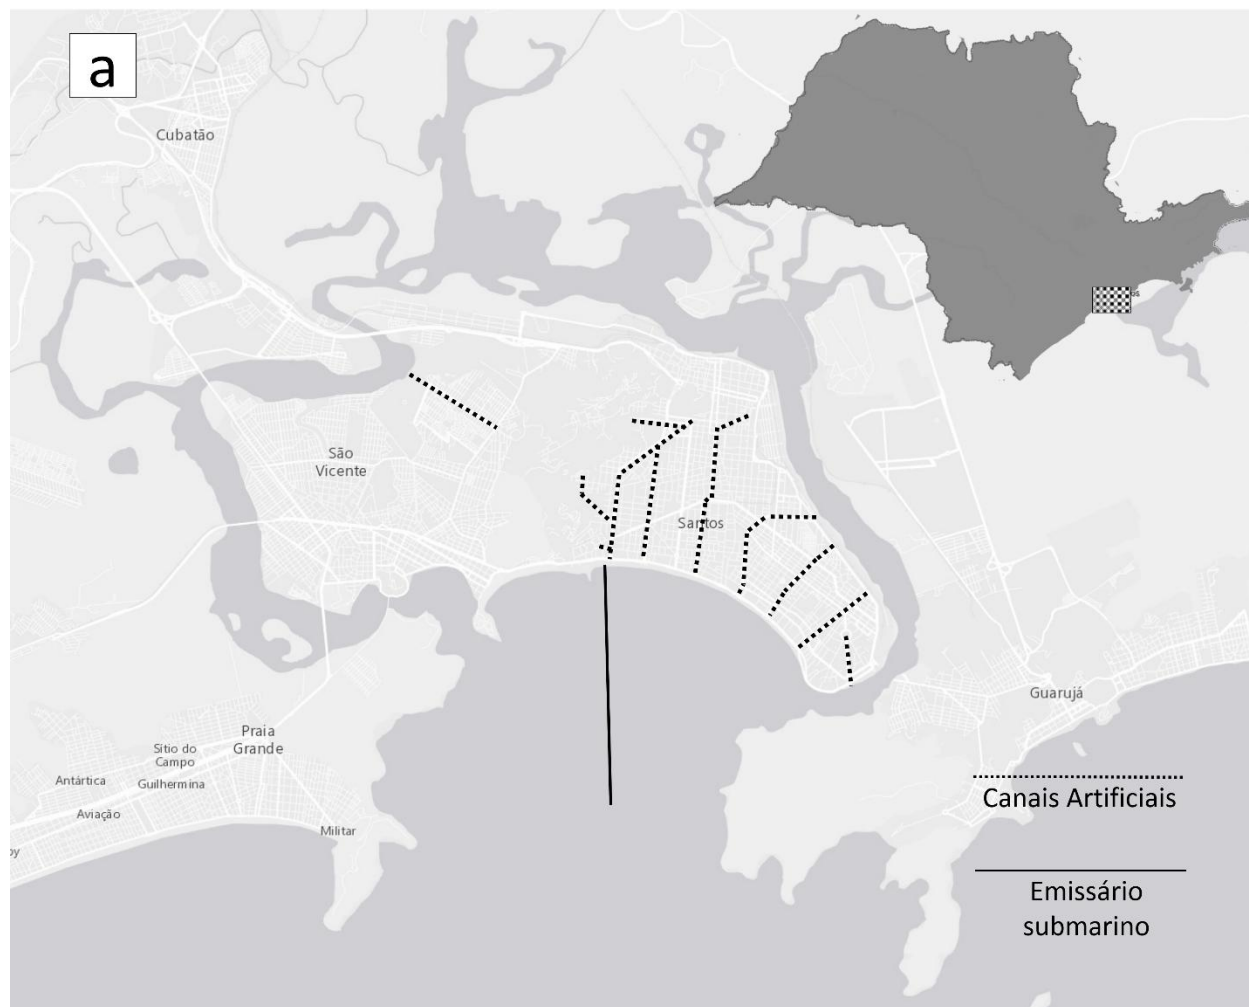 a
Cubatão
São
Vicente
Santos
Guarujá
Praia
Grande
Sítio do
Campo
Antártica
Guilhermina
Aviação
Militar
Canais Artificiais
Emissário
submarino